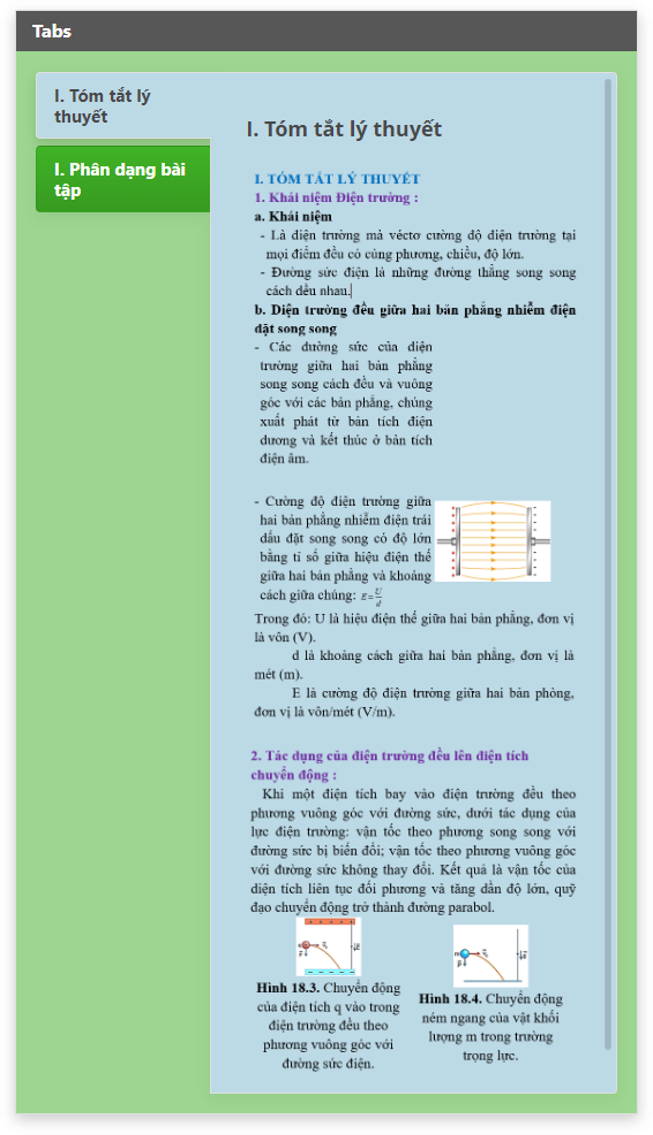 Tabs
I. Tóm tắt lý
thuyết
I. Phân dạng bài
tập
I. Tóm tắt lý thuyết
I. TÓM TẮT LÝ THUYẾT
1. Khái niệm Điện trường :
a. Khái niệm
- Là điện trường mà véctơ cường độ điện trường tại
mọi điểm đều có cùng phương, chiều, độ lớn.
- Đường sức điện là những đường thẳng song song
cách đều nhau.
b. Điện trường đều giữa hai bản phẳng nhiễm điện
đặt song song
- Các đường sức của điện
trường giữa hai bản phẳng
song song cách đều và vuông
góc với các bản phẳng, chúng
xuất phát từ bản tích điện
dương và kết thúc ở bản tích
điện âm.
- Cường độ điện trường giữa
hai bản phẳng nhiễm điện trái
dấu đặt song song có độ lớn
bằng tỉ số giữa hiệu điện thế
giữa hai bản phẳng và khoảng
cách giữa chúng: E=U/d
Trong đó: U là hiệu điện thế giữa hai bản phẳng, đơn vị
là vôn (V).
d là khoảng cách giữa hai bản phẳng, đơn vị là
mét (m).
E là cường độ điện trường giữa hai bản phòng,
đơn vị là vôn/mét (V/m).
2. Tác dụng của điện trường đều lên điện tích
chuyển động :
Khi một điện tích bay vào điện trường đều theo
phương vuông góc với đường sức, dưới tác dụng của
lực điện trường: vận tốc theo phương song song với
đường sức bị biến đổi; vận tốc theo phương vuông góc
với đường sức không thay đổi. Kết quả là vận tốc của
điện tích liên tục đổi phương và tăng dần độ lớn, quỹ
đạo chuyển động trở thành đường parabol.
Hình 18.3. Chuyển động
của điện tích q vào trong
điện trường đều theo
phương vuông góc với
đường sức điện.
Hình 18.4. Chuyển động
ném ngang của vật khối
lượng m trong trường
trọng lực.